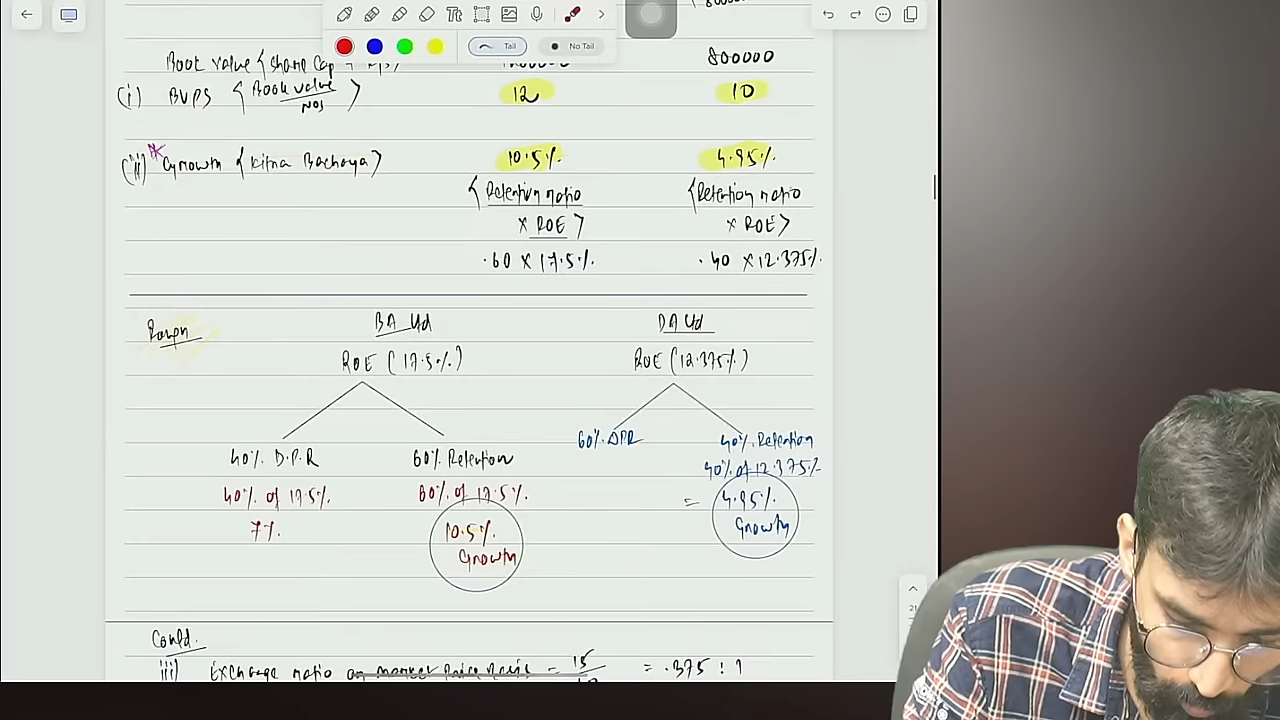 Tt
Tail
No Tail
Book value {Share Cap
800000
(i) BVPS {Book value / Nos} 12 10
(ii) Growth {Kitna Bachaya} 10.5% 4.95%
{Retention ratio {Retention ratio
× ROE} × ROE}
.60 × 17.5% .40 × 12.375%
BA Ltd DA Ltd
ROE (17.5%) ROE (12.375%)
60% DPR 40% Retention
40% D.P.R 60% Retention 40% of 12.375%
40% of 17.5% 60% of 17.5% = 4.95%
7% 10.5% Growth
Growth
Contd.
iii) Exchange ratio on market price basis = 15 = .375 : 1